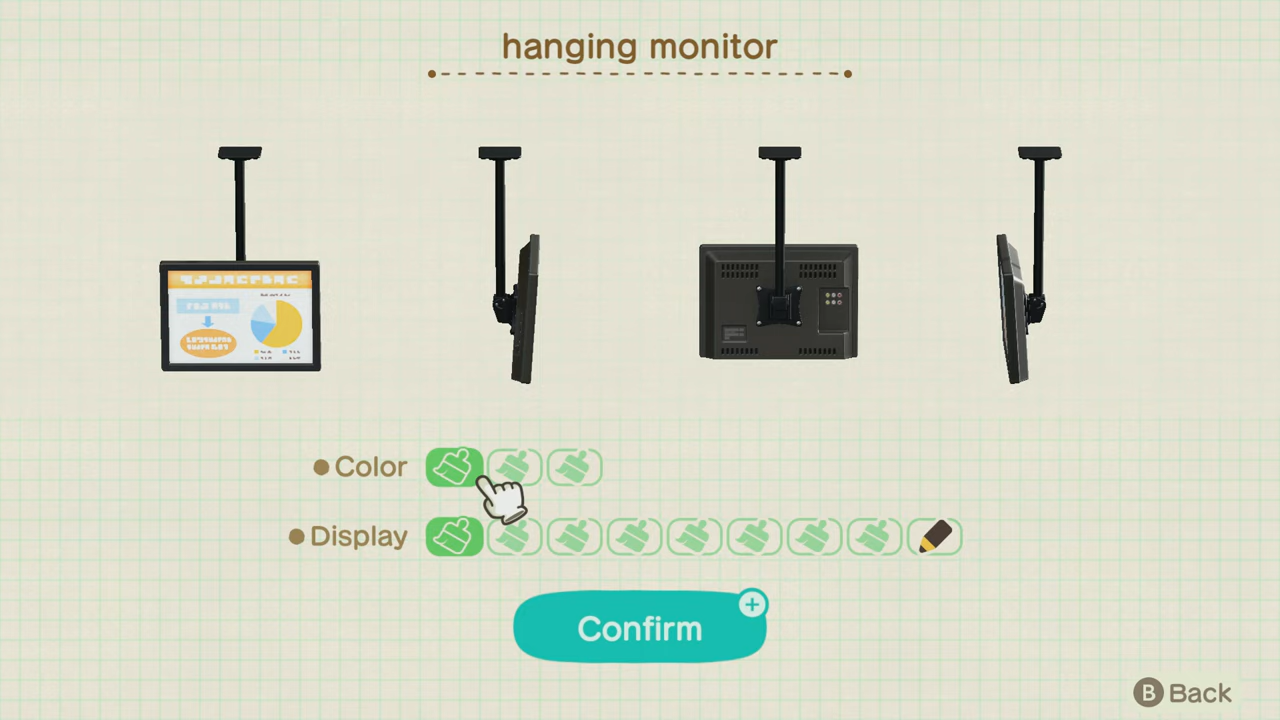 hanging monitor
Color
Display
Confirm
B Back